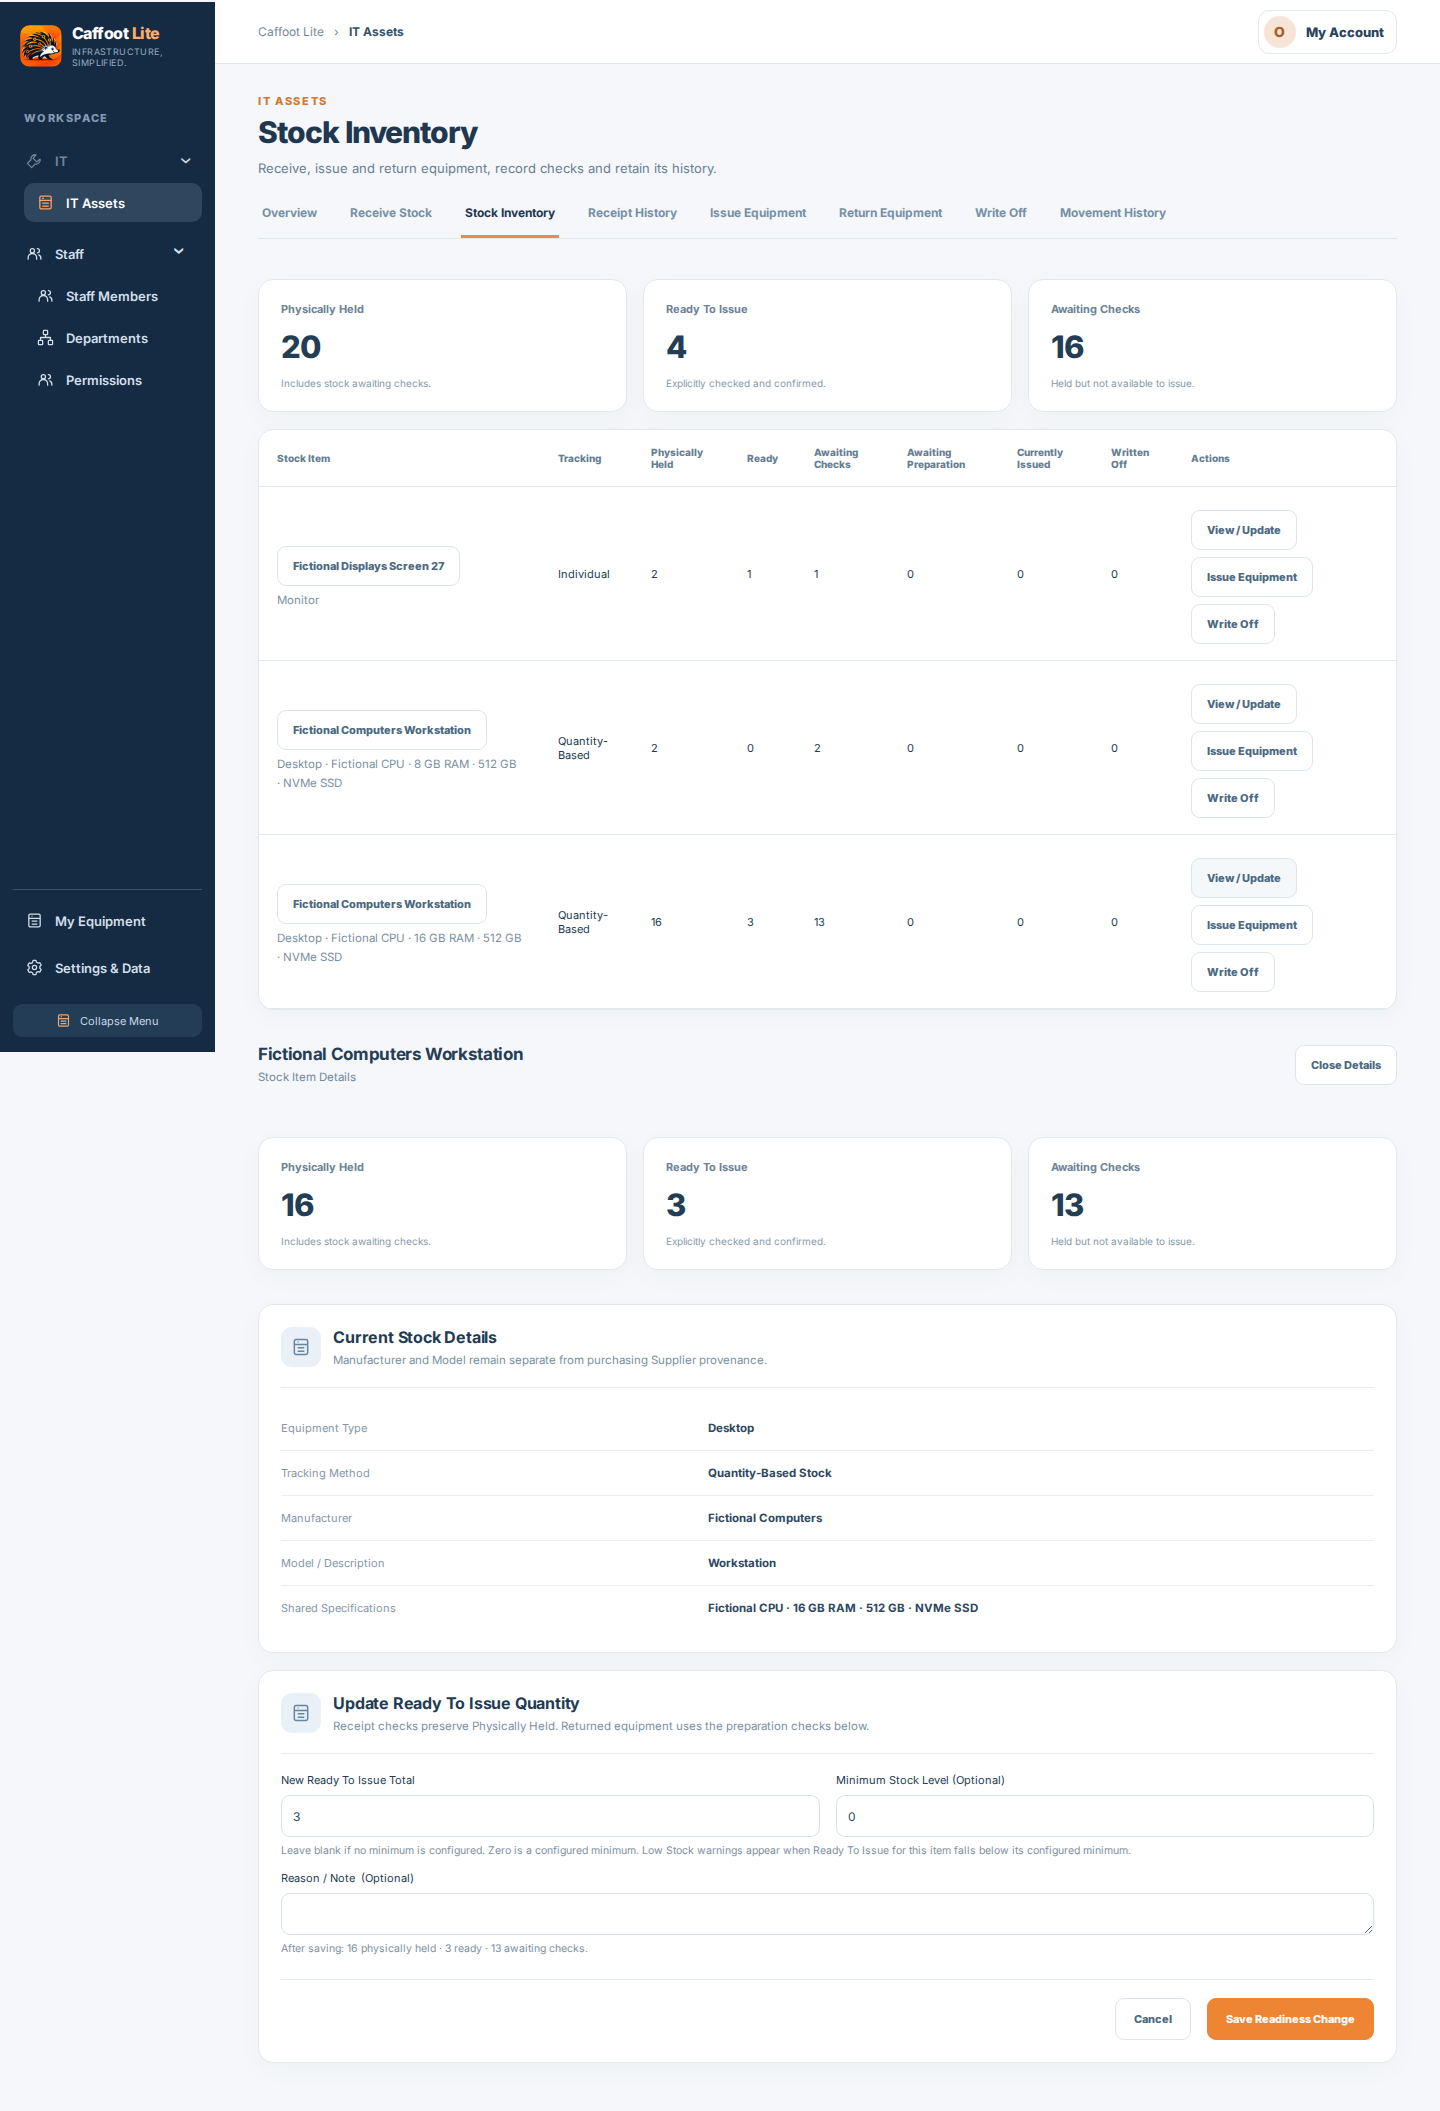 Caffoot Lite
INFRASTRUCTURE,
SIMPLIFIED.
WORKSPACE
IT
IT Assets
Staff
Staff Members
Departments
Permissions
My Equipment
Settings & Data
Collapse Menu
Caffoot Lite › IT Assets
O My Account
IT ASSETS
Stock Inventory
Receive, issue and return equipment, record checks and retain its history.
Overview Receive Stock Stock Inventory Receipt History Issue Equipment Return Equipment Write Off Movement History
Physically Held
20
Includes stock awaiting checks.
Ready To Issue
4
Explicitly checked and confirmed.
Awaiting Checks
16
Held but not available to issue.
Stock Item Tracking Physically Held Ready Awaiting Checks Awaiting Preparation Currently Issued Written Off Actions
Fictional Displays Screen 27
Monitor
Individual 2 1 1 0 0 0
View / Update
Issue Equipment
Write Off
Fictional Computers Workstation
Desktop · Fictional CPU · 8 GB RAM · 512 GB
· NVMe SSD
Quantity-
Based
2 0 2 0 0 0
View / Update
Issue Equipment
Write Off
Fictional Computers Workstation
Desktop · Fictional CPU · 16 GB RAM · 512 GB
· NVMe SSD
Quantity-
Based
16 3 13 0 0 0
View / Update
Issue Equipment
Write Off
Fictional Computers Workstation
Stock Item Details
Close Details
Physically Held
16
Includes stock awaiting checks.
Ready To Issue
3
Explicitly checked and confirmed.
Awaiting Checks
13
Held but not available to issue.
Current Stock Details
Manufacturer and Model remain separate from purchasing Supplier provenance.
Equipment Type Desktop
Tracking Method Quantity-Based Stock
Manufacturer Fictional Computers
Model / Description Workstation
Shared Specifications Fictional CPU · 16 GB RAM · 512 GB · NVMe SSD
Update Ready To Issue Quantity
Receipt checks preserve Physically Held. Returned equipment uses the preparation checks below.
New Ready To Issue Total
3
Minimum Stock Level (Optional)
0
Leave blank if no minimum is configured. Zero is a configured minimum. Low Stock warnings appear when Ready To Issue for this item falls below its configured minimum.
Reason / Note (Optional)
After saving: 16 physically held · 3 ready · 13 awaiting checks.
Cancel
Save Readiness Change